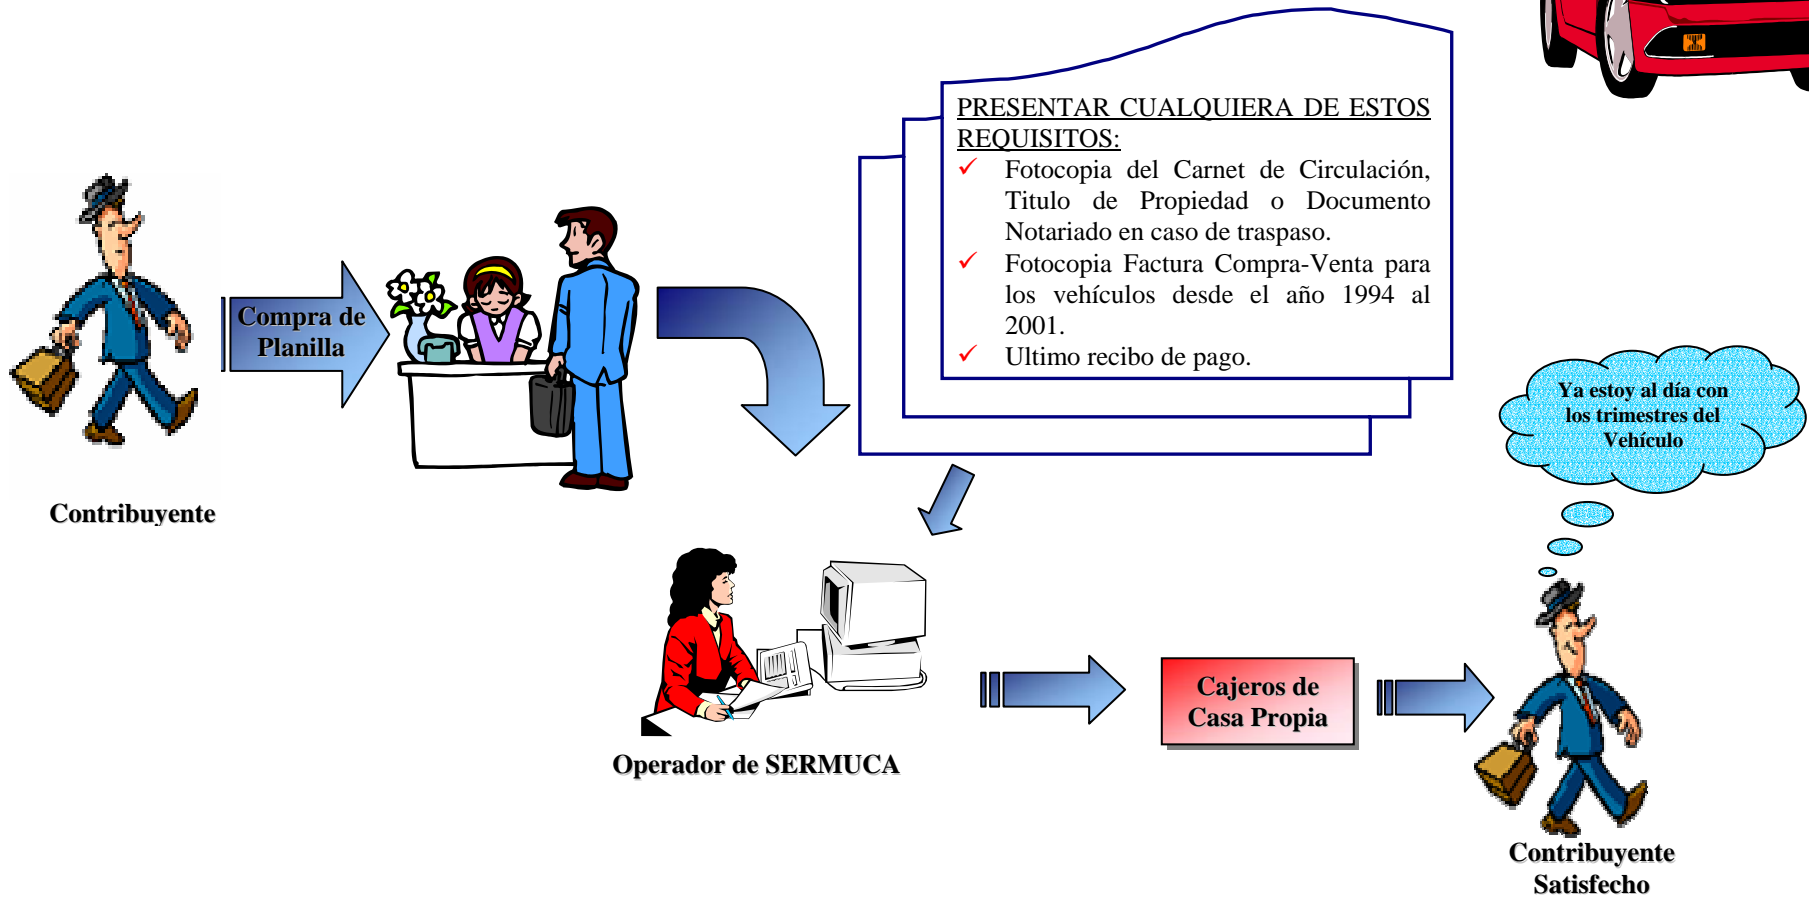 PRESENTAR CUALQUIERA DE ESTOS
REQUISITOS:
Fotocopia del Carnet de Circulación,
Titulo de Propiedad o Documento
Notariado en caso de traspaso.
Fotocopia Factura Compra-Venta para
los vehículos desde el año 1994 al
2001.
Ultimo recibo de pago.
Compra de
Planilla
Contribuyente
Ya estoy al día con
los trimestres del
Vehículo
Operador de SERMUCA
Cajeros de
Casa Propia
Contribuyente
Satisfecho